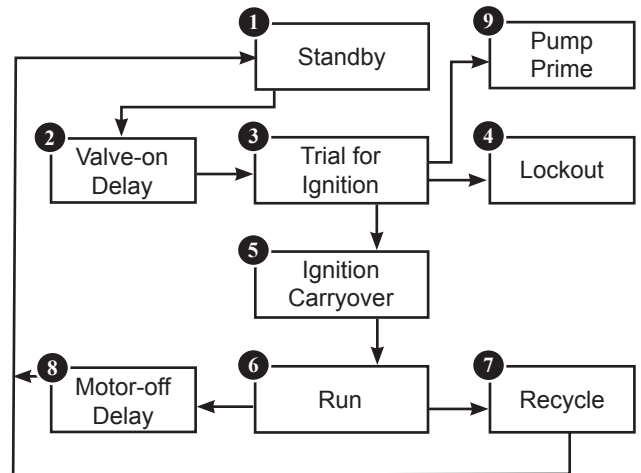 1
Standby
9
Pump
Prime
2
Valve-on
Delay
3
Trial for
Ignition
4
Lockout
5
Ignition
Carryover
8
Motor-off
Delay
6
Run
7
Recycle